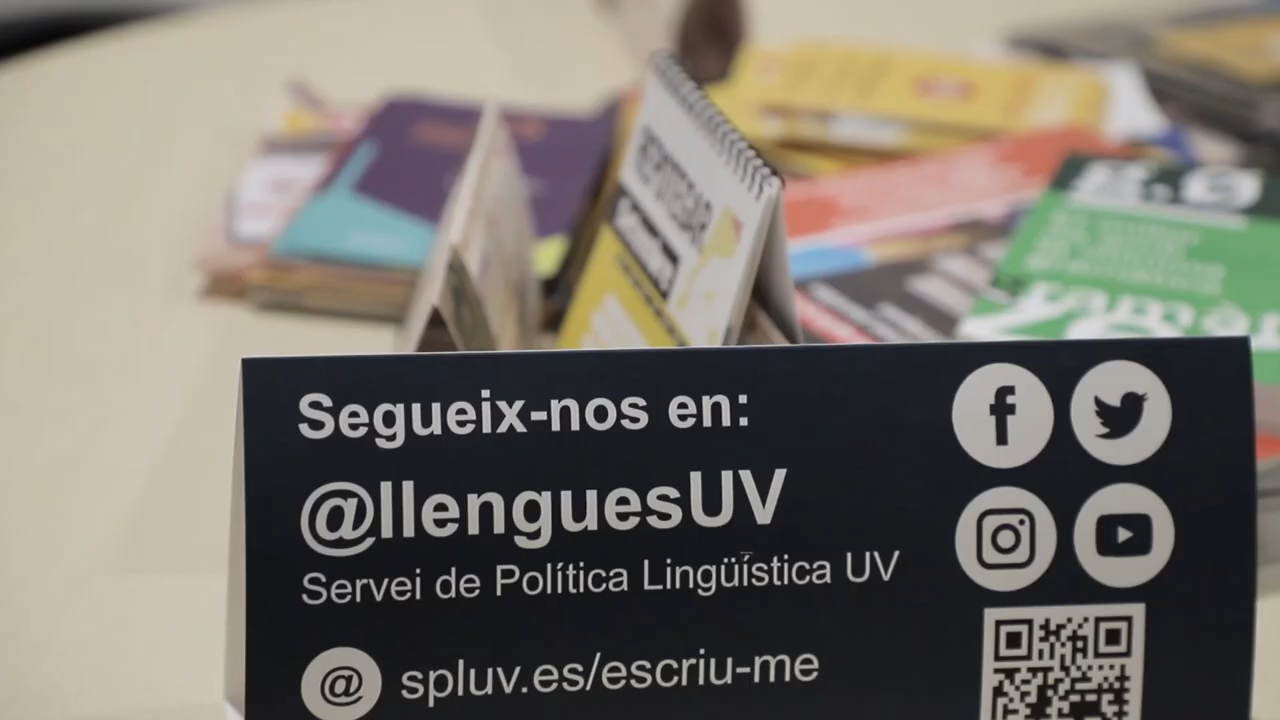 Segueix-nos en:
@llenguesUV
Servei de Política Lingüística UV
@ spluv.es/escriu-me